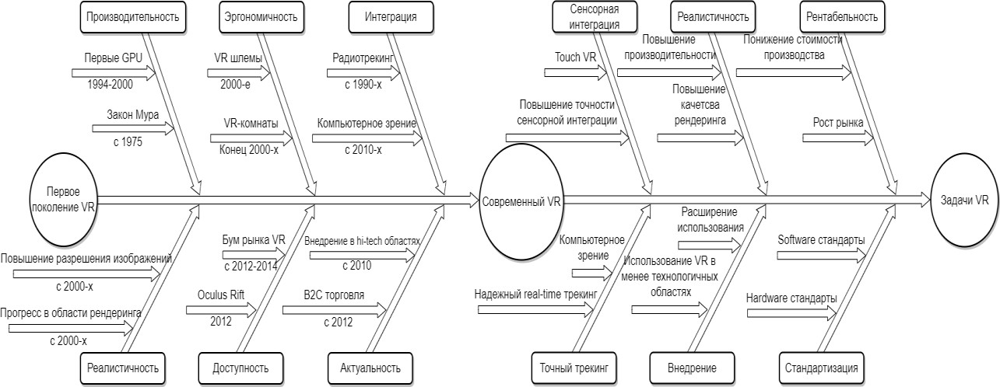 Производительность
Эргономичность
Интеграция
Сенсорная
интеграция
Реалистичность
Рентабельность
Первые GPU
1994-2000
Закон Мура
с 1975
VR шлемы
2000-е
VR-комнаты
Конец 2000-х
Радиотрекинг
с 1990-х
Компьютерное зрение
с 2010-х
Touch VR
Повышение точности
сенсорной интеграции
Повышение
производительности
Повышение
качетсва
рендеринга
Понижение стоимости
производства
Рост рынка
Первое
поколение VR
Современный VR
Задачи VR
Повышение разрешения изображений
с 2000-х
Прогресс в области рендеринга
с 2000-х
Бум рынка VR
с 2012-2014
Oculus Rift
2012
Внедрение в hi-tech областях
с 2010
B2C торговля
с 2012
Компьютерное
зрение
Надежный real-time трекинг
Расширение
использования
Использование VR в
менее технологичных
областях
Software стандарты
Hardware стандарты
Реалистичность
Доступность
Актуальность
Точный трекинг
Внедрение
Стандартизация